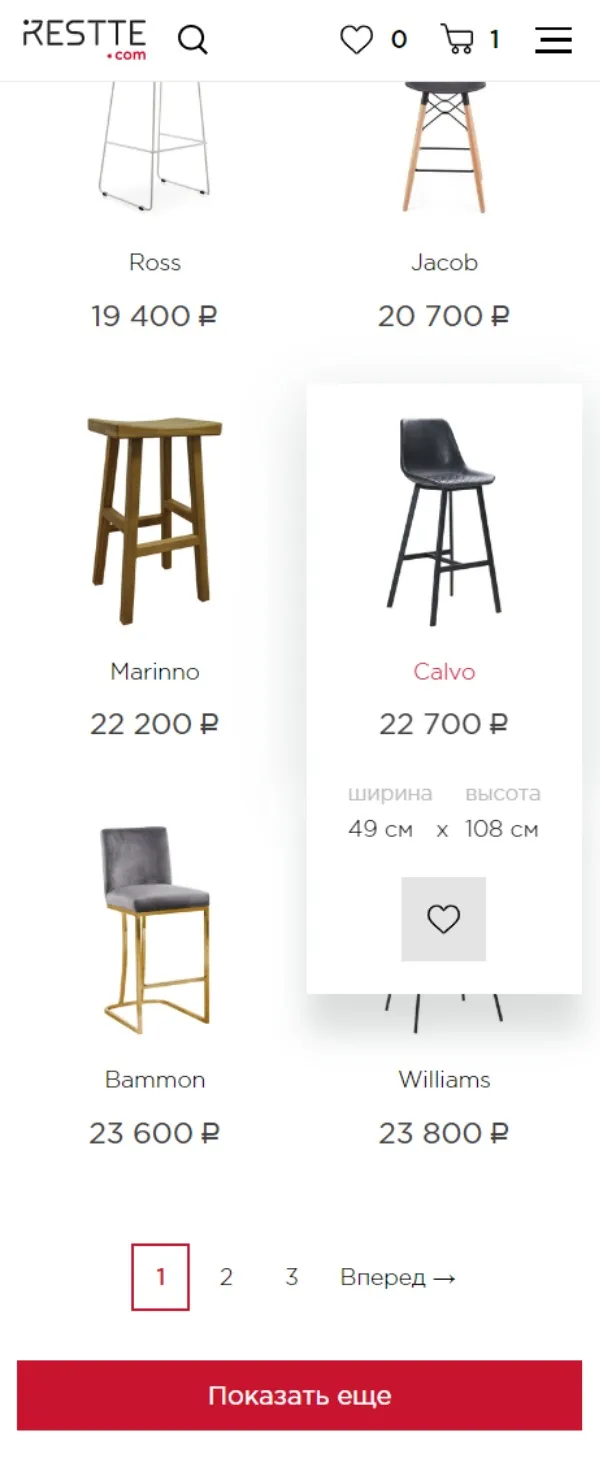 RESTTE
.com
0
1
Ross
Jacob
19 400 ₽
20 700 ₽
Marinno
Calvo
22 200 ₽
22 700 ₽
ширина высота
49 см х 108 см
Bammon
Williams
23 600 ₽
23 800 ₽
1 2 3 Вперед →
Показать еще